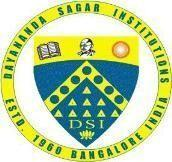 DAYANANDA SAGAR INSTITUTIONS
DSI
ESTD. 1960 BANGALORE INDIA